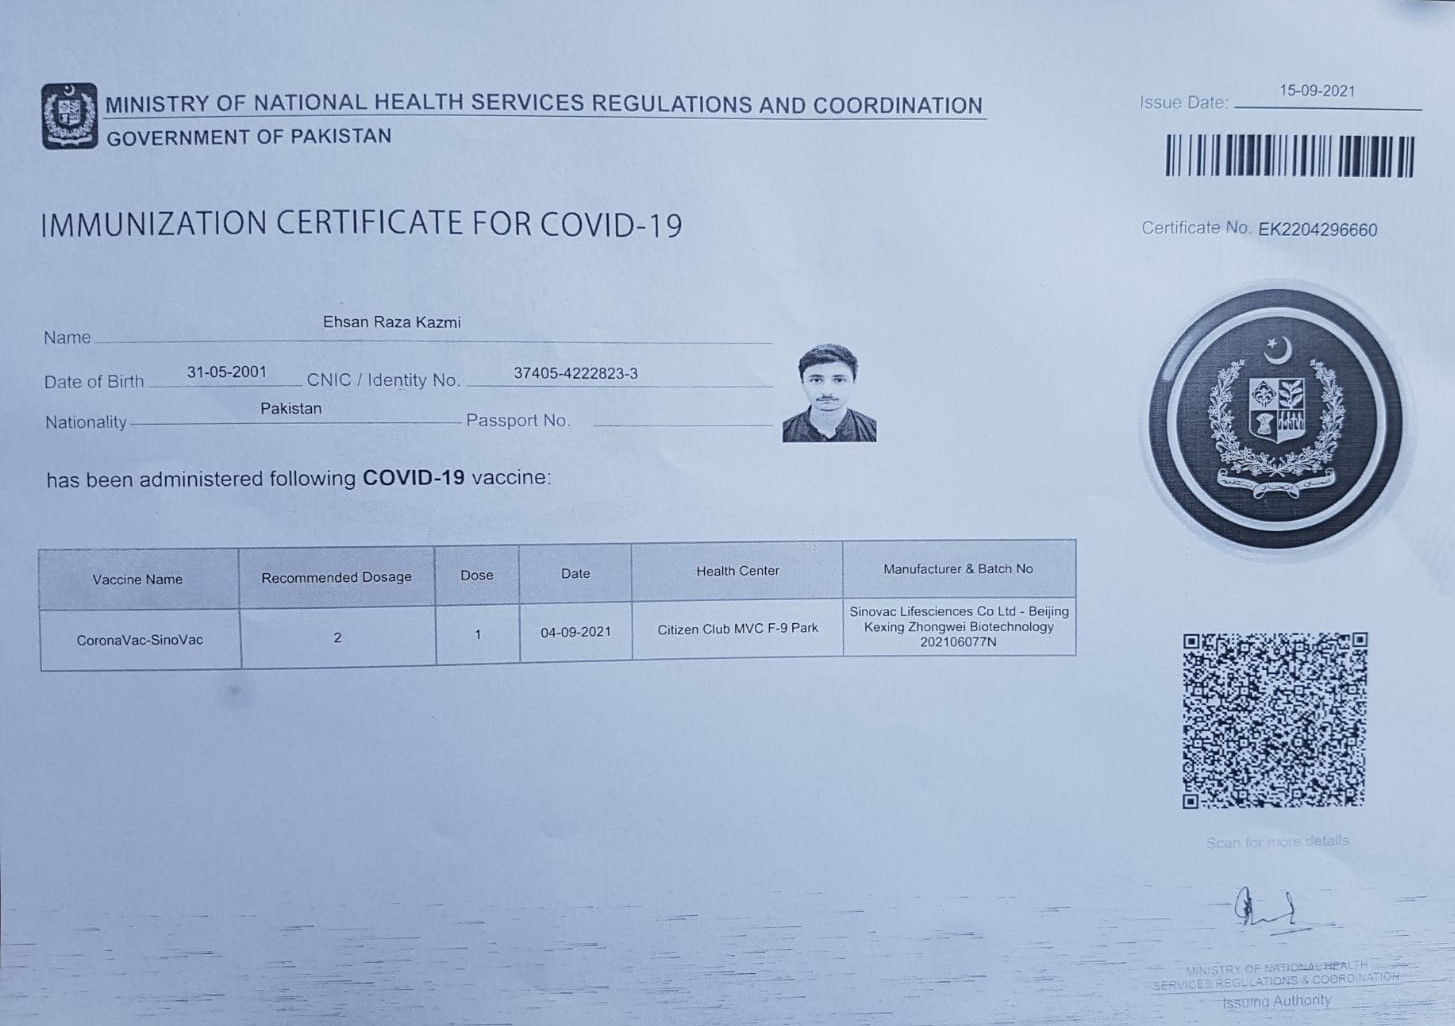 MINISTRY OF NATIONAL HEALTH SERVICES REGULATIONS AND COORDINATION
GOVERNMENT OF PAKISTAN
Issue Date: 15-09-2021
IMMUNIZATION CERTIFICATE FOR COVID-19
Certificate No. EK2204296660
Name Ehsan Raza Kazmi
Date of Birth 31-05-2001 CNIC / Identity No. 37405-4222823-3
Nationality Pakistan Passport No.
has been administered following COVID-19 vaccine:
Vaccine Name Recommended Dosage Dose Date Health Center Manufacturer & Batch No
CoronaVac-SinoVac 2 1 04-09-2021 Citizen Club MVC F-9 Park Sinovac Lifesciences Co Ltd - Beijing
Kexing Zhongwei Biotechnology
202106077N
Scan for more details
MINISTRY OF NATIONAL HEALTH
SERVICES REGULATIONS & COORDINATION
Issuing Authority